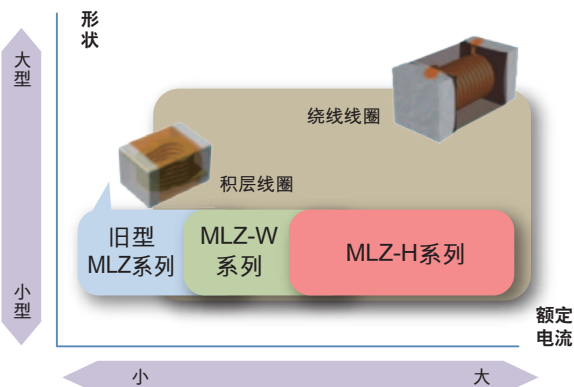 形
状
大
型
绕线线圈
积层线圈
旧型
MLZ系列
MLZ-W
系列
MLZ-H系列
小
型
额定
电流
小
大